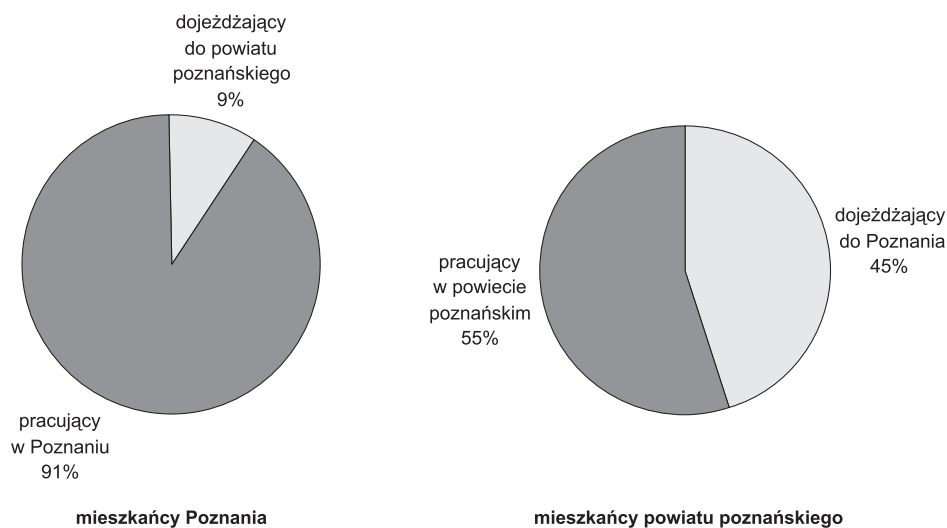 dojeżdżający
do powiatu
poznańskiego
9%
pracujący
w Poznaniu
91%
mieszkańcy Poznania
dojeżdżający
do Poznania
45%
pracujący
w powiecie
poznańskim
55%
mieszkańcy powiatu poznańskiego